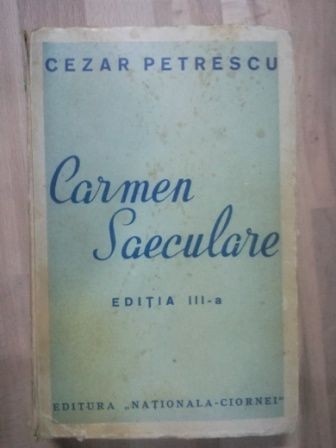 CEZAR PETRESCU
Carmen
Saeculare
EDIȚIA III-a
EDITURA „NAȚIONALA-CIORNEI"